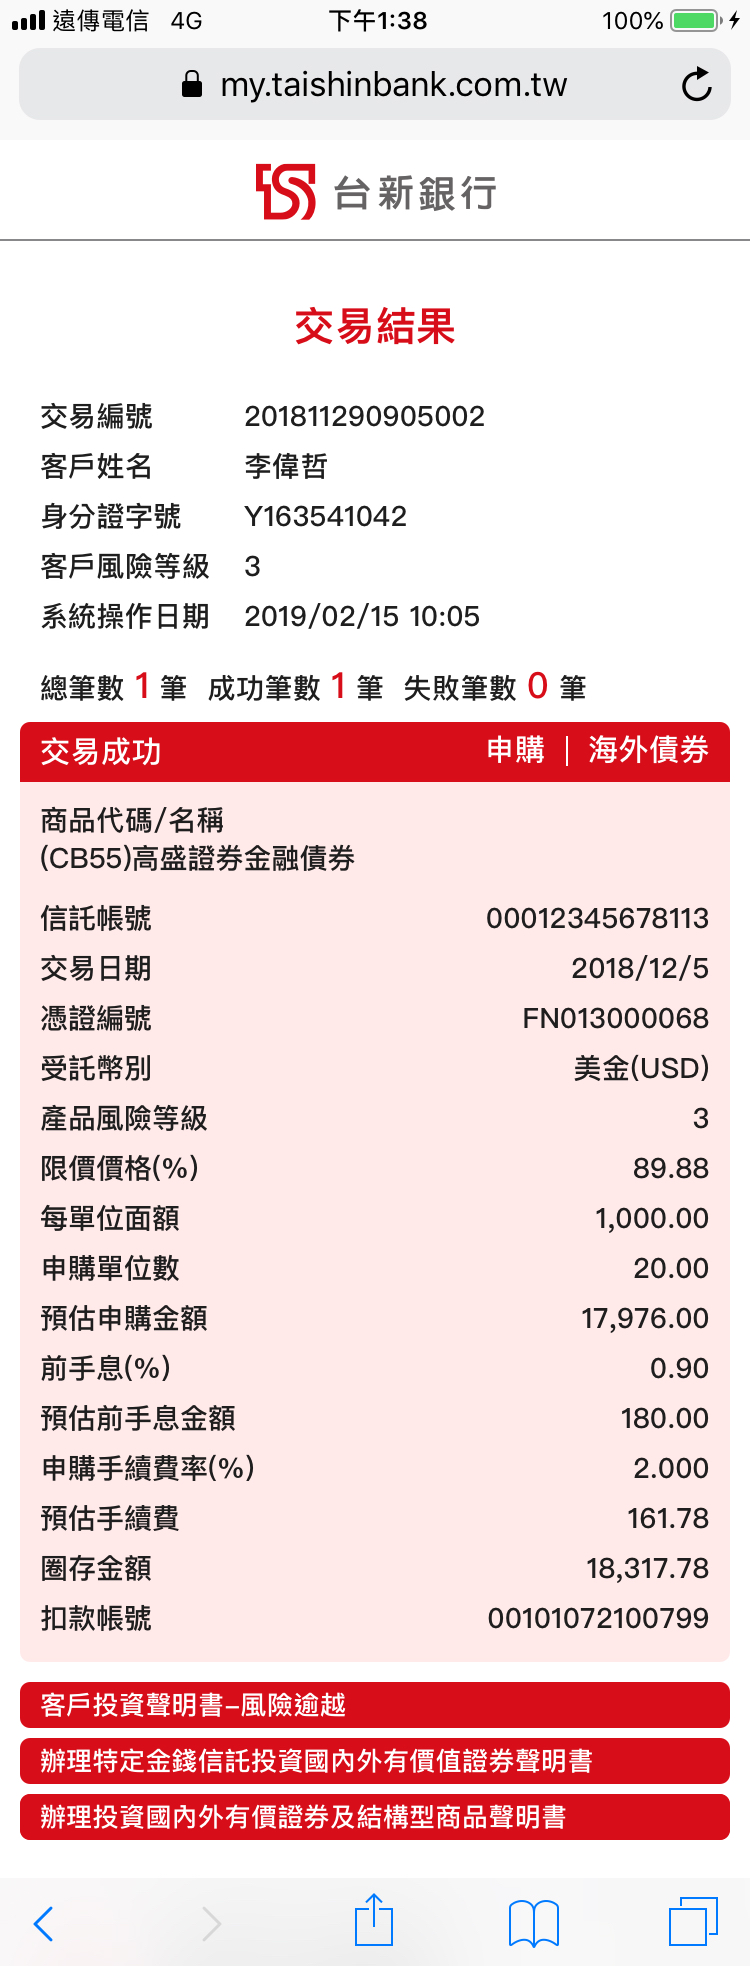 遠傳電信 4G 下午1:38 100%
my.taishinbank.com.tw
台新銀行
交易結果
交易編號 201811290905002
客戶姓名 李偉哲
身分證字號 Y163541042
客戶風險等級 3
系統操作日期 2019/02/15 10:05
總筆數 1 筆 成功筆數 1 筆 失敗筆數 0 筆
交易成功 申購 | 海外債券
商品代碼/名稱
(CB55)高盛證券金融債券
信託帳號 00012345678113
交易日期 2018/12/5
憑證編號 FN013000068
受託幣別 美金(USD)
產品風險等級 3
限價價格(%) 89.88
每單位面額 1,000.00
申購單位數 20.00
預估申購金額 17,976.00
前手息(%) 0.90
預估前手息金額 180.00
申購手續費率(%) 2.000
預估手續費 161.78
圈存金額 18,317.78
扣款帳號 00101072100799
客戶投資聲明書–風險逾越
辦理特定金錢信託投資國內外有價值證券聲明書
辦理投資國內外有價證券及結構型商品聲明書